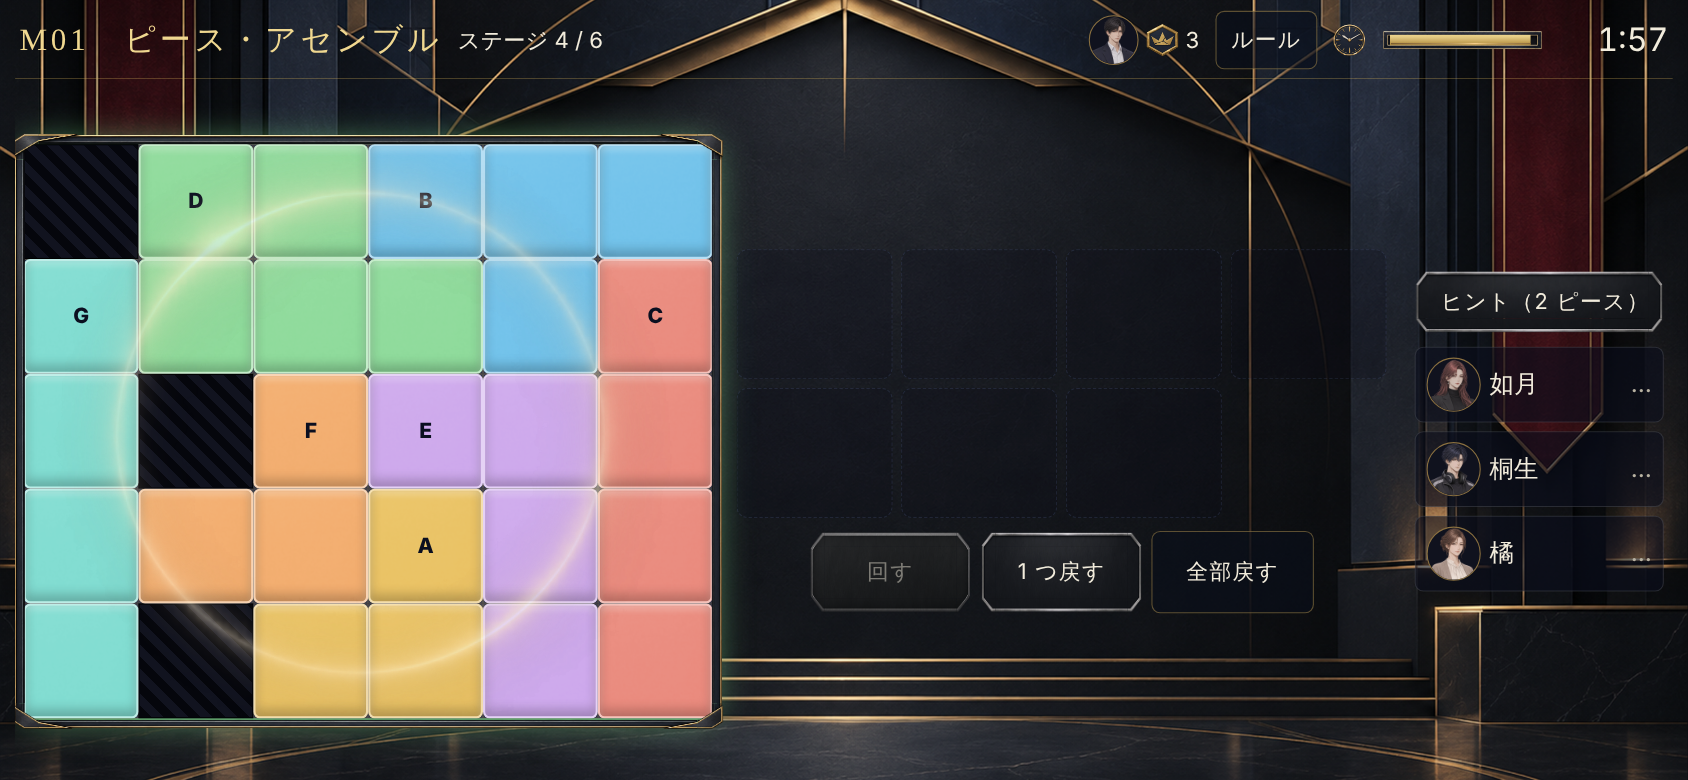 M01 ピース・アセンブル ステージ 4 / 6
3
ルール
1:57
D
B
G
C
F
E
A
ヒント（2 ピース）
如月 ...
桐生 ...
橘 ...
回す
1 つ戻す
全部戻す